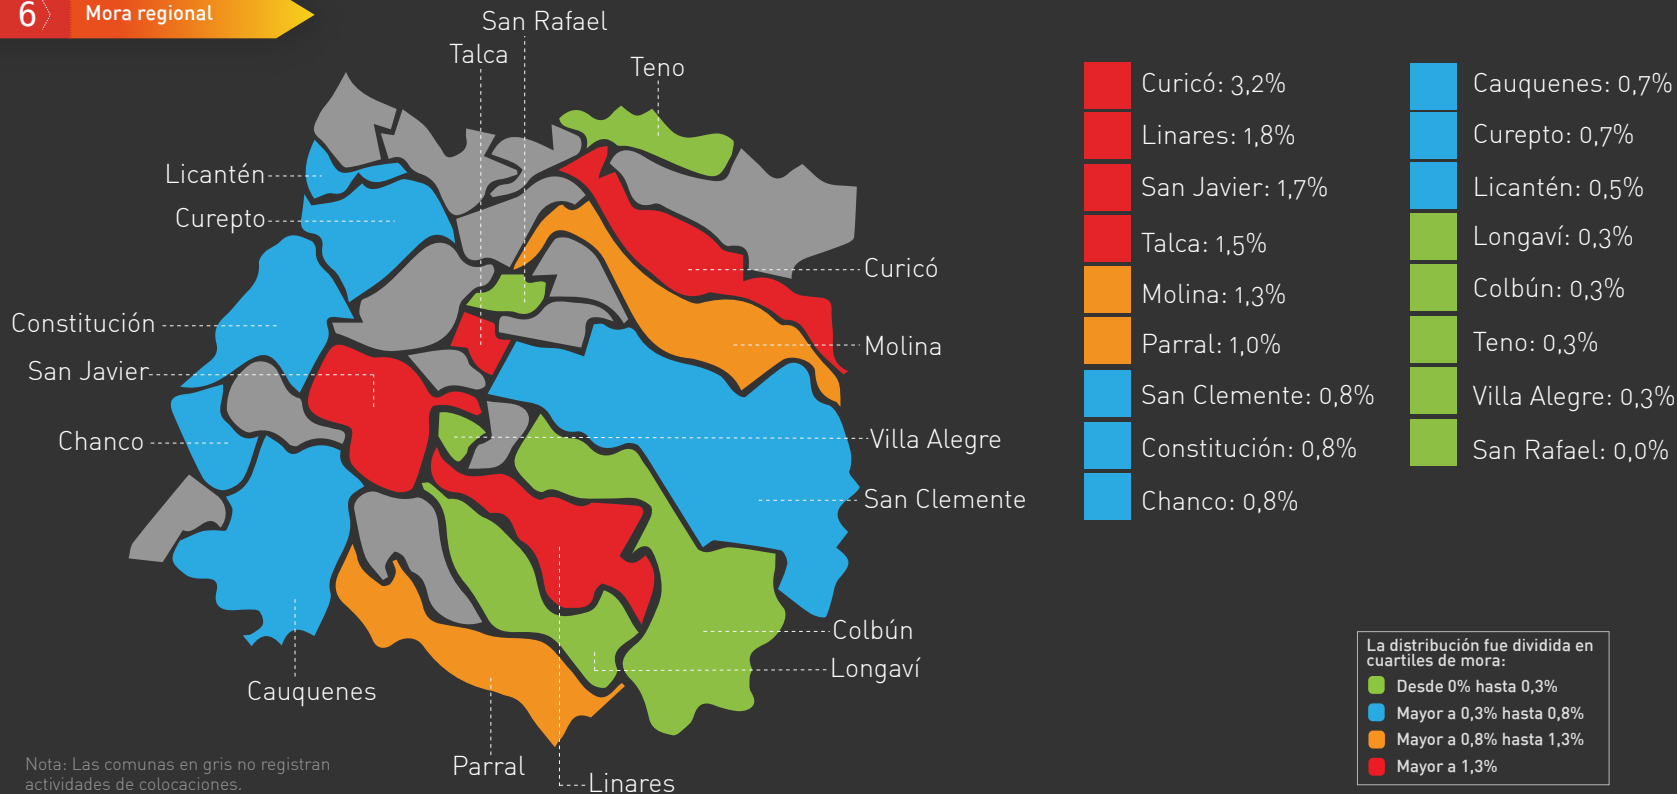 6
Mora regional
San Rafael
Talca
Teno
Licantén
Curepto
Constitución
San Javier
Chanco
Cauquenes
Parral
Linares
Curicó
Molina
Villa Alegre
San Clemente
Colbún
Longaví
Curicó: 3,2%
Linares: 1,8%
San Javier: 1,7%
Talca: 1,5%
Molina: 1,3%
Parral: 1,0%
San Clemente: 0,8%
Constitución: 0,8%
Chanco: 0,8%
Cauquenes: 0,7%
Curepto: 0,7%
Licantén: 0,5%
Longaví: 0,3%
Colbún: 0,3%
Teno: 0,3%
Villa Alegre: 0,3%
San Rafael: 0,0%
La distribución fue dividida en
cuartiles de mora:
Desde 0% hasta 0,3%
Mayor a 0,3% hasta 0,8%
Mayor a 0,8% hasta 1,3%
Mayor a 1,3%
Nota: Las comunas en gris no registran
actividades de colocaciones.